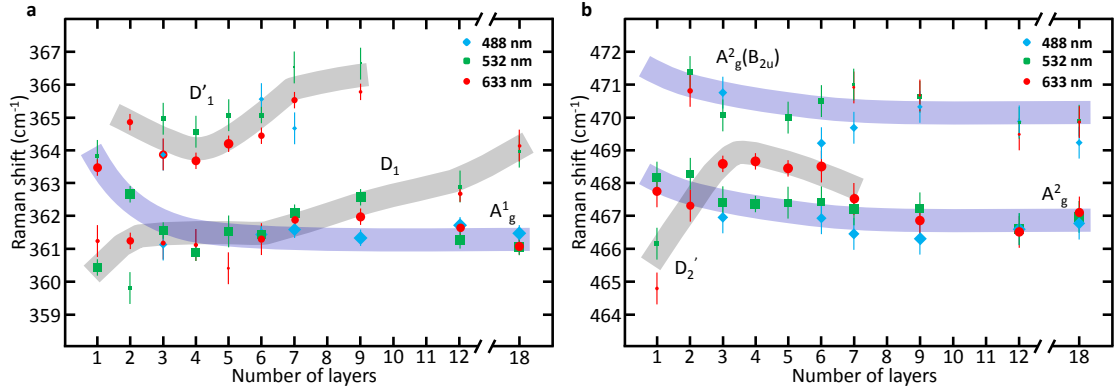 a
367
366
365
364
363
362
361
360
359
Raman shift (cm⁻¹)
488 nm
532 nm
633 nm
D'₁
D₁
A¹g
1 2 3 4 5 6 7 8 9 10 11 12 18
Number of layers
b
472
471
470
469
468
467
466
465
464
Raman shift (cm⁻¹)
488 nm
532 nm
633 nm
A²g(B₂u)
A²g
D₂'
1 2 3 4 5 6 7 8 9 10 11 12 18
Number of layers